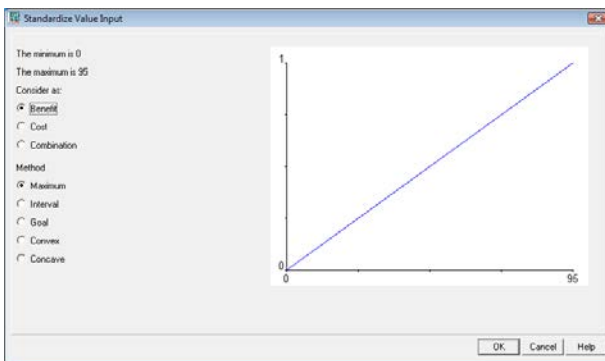 Standardize Value Input
The minimum is 0
The maximum is 95
Consider as:
Benefit
Cost
Combination
Method
Maximum
Interval
Goal
Convex
Concave
1
0
0
95
OK Cancel Help